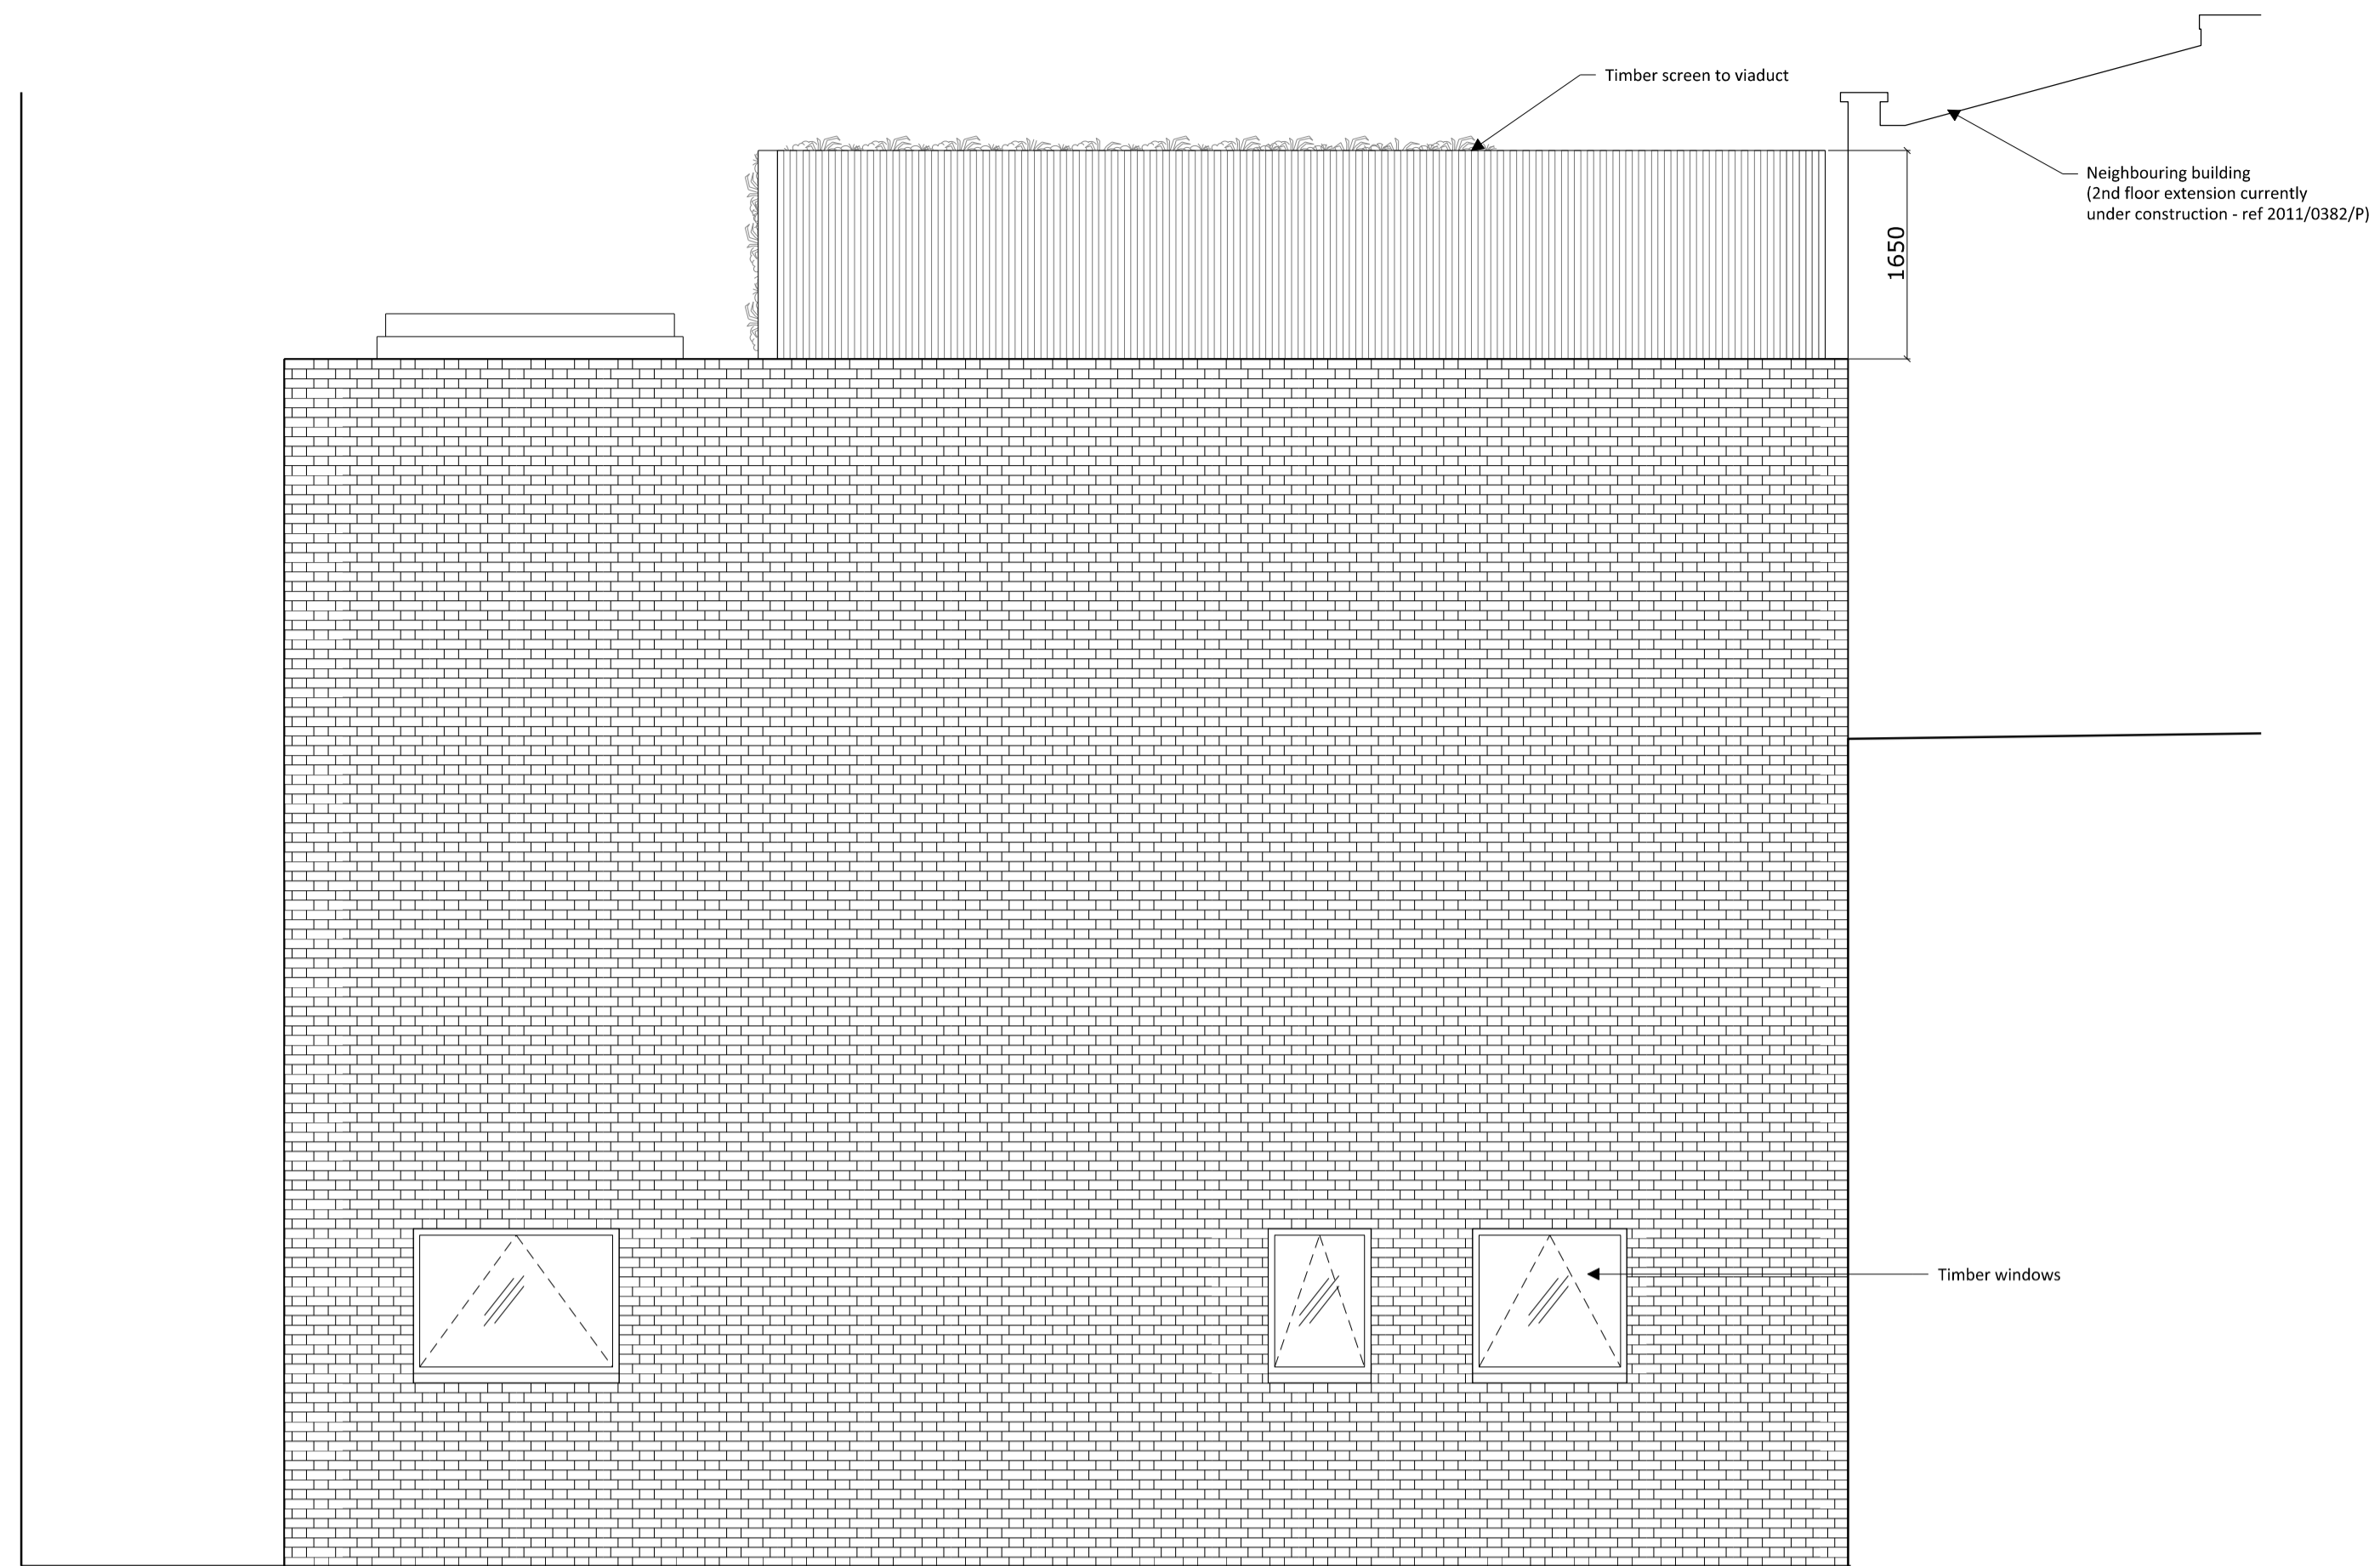 Timber screen to viaduct
Neighbouring building
(2nd floor extension currently
under construction - ref 2011/0382/P)
1650
Timber windows